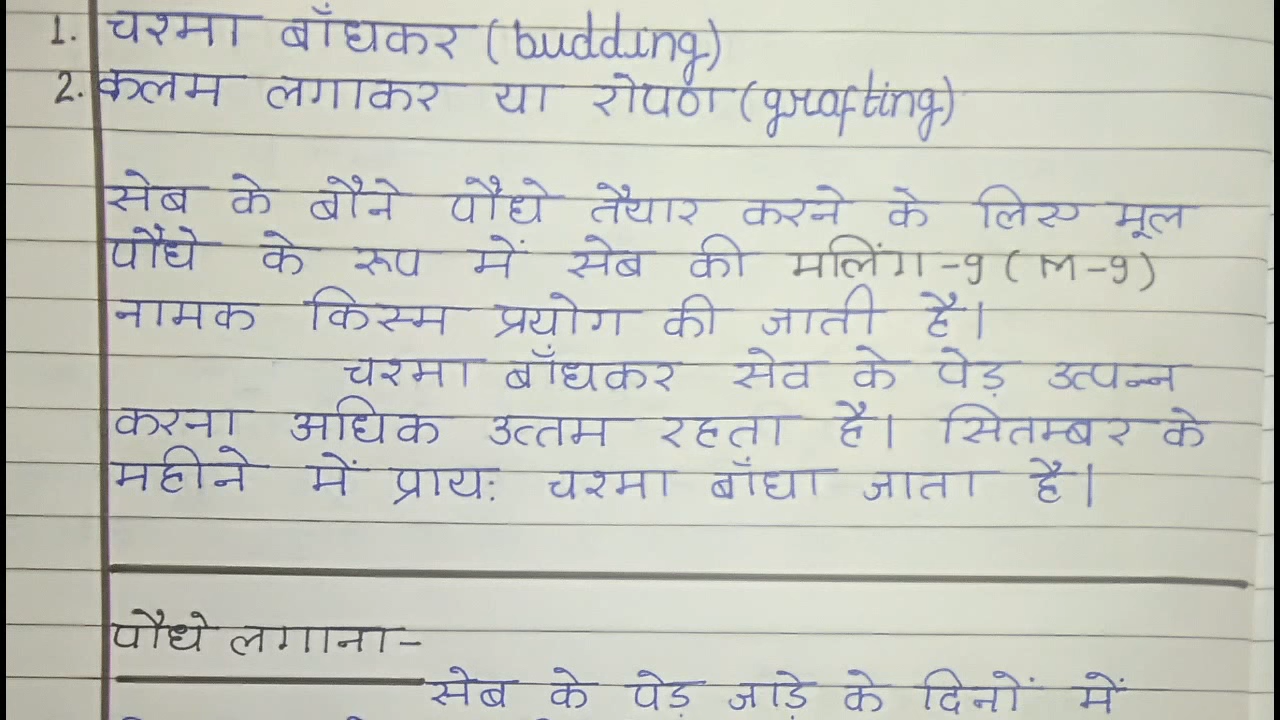 1. चश्मा बाँधकर (budding)
2. कलम लगाकर या रोपण (grafting)
सेब के बौने पौधे तैयार करने के लिए मूल
पौधे के रूप में सेब की मलिंग-9 (M-9)
नामक किस्म प्रयोग की जाती है।
चश्मा बाँधकर सेव के पेड़ उत्पन्न
करना अधिक उत्तम रहता है। सितम्बर के
महीने में प्रायः चश्मा बाँधा जाता है।
पौधे लगाना-
सेब के पेड़ जाड़े के दिनों में